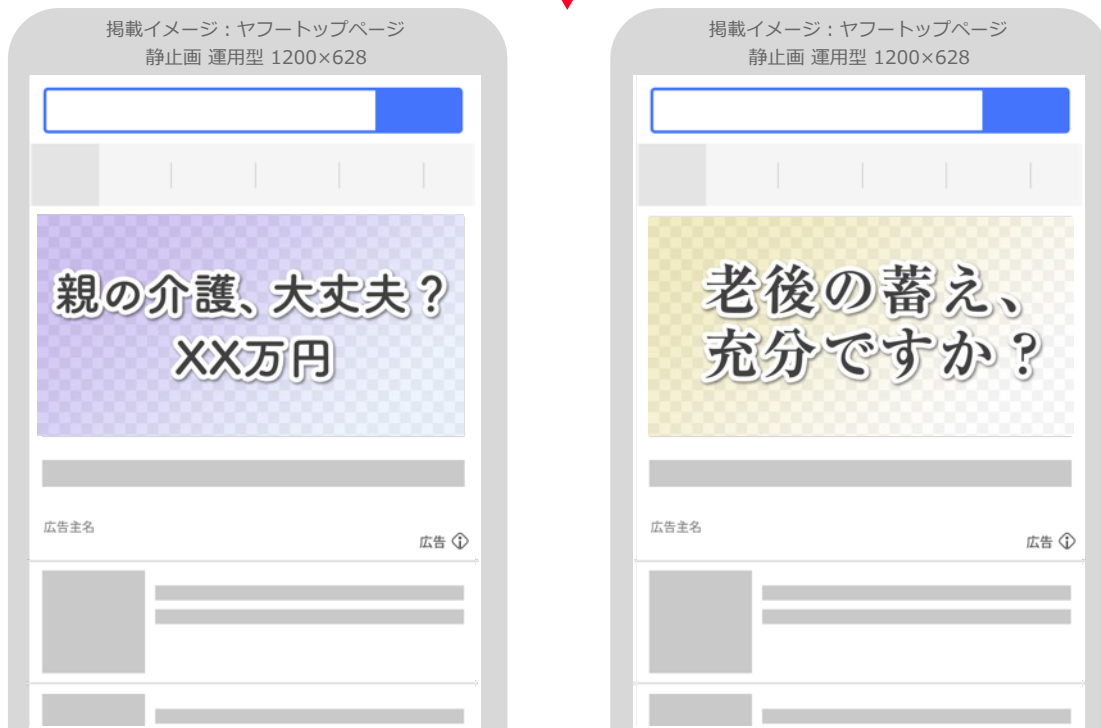 掲載イメージ：ヤフートップページ
静止画 運用型 1200×628
親の介護、大丈夫？
XX万円
広告主名
広告
掲載イメージ：ヤフートップページ
静止画 運用型 1200×628
老後の蓄え、
充分ですか？
広告主名
広告